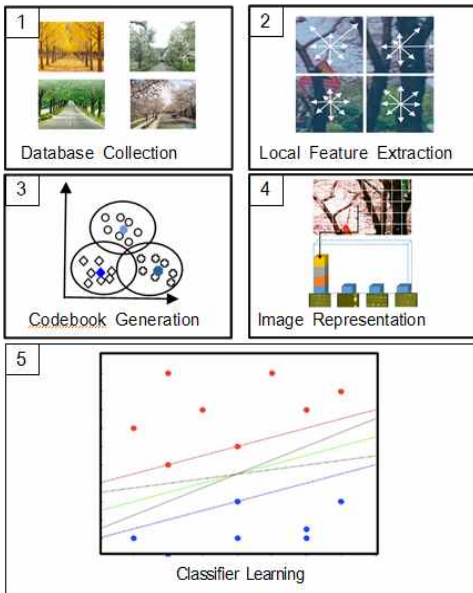 1
Database Collection
2
Local Feature Extraction
3
Codebook Generation
4
Image Representation
5
Classifier Learning